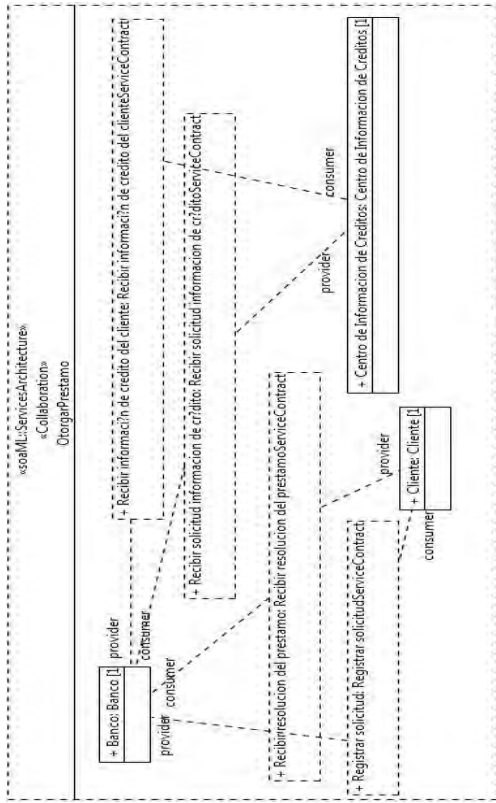 «soaML::ServicesArchitecture»
«Collaboration»
OtorgarPrestamo
+ Recibir informaci?n de credito del cliente: Recibir informaci?n de credito del clienteServiceContract
+ Recibir solicitud informacion de cr?dito: Recibir solicitud informacion de cr?ditoServiceContract
+ Banco: Banco [1
provider
consumer
consumer
provider
consumer
provider
+ Recibir resolucion del prestamo: Recibir resolucion del prestamoServiceContract
+ Registrar solicitud: Registrar solicitudServiceContract
provider
consumer
+ Cliente: Cliente [1
+ Centro de Informacion de Creditos: Centro de Informacion de Creditos [1